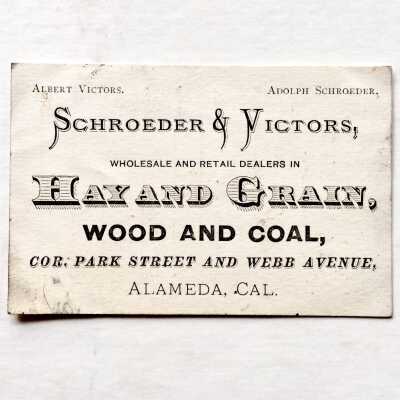 Albert Victors. Adolph Schroeder.
Schroeder & Victors,
WHOLESALE AND RETAIL DEALERS IN
Hay and Grain,
WOOD AND COAL,
COR. PARK STREET AND WEBB AVENUE,
Alameda, Cal.